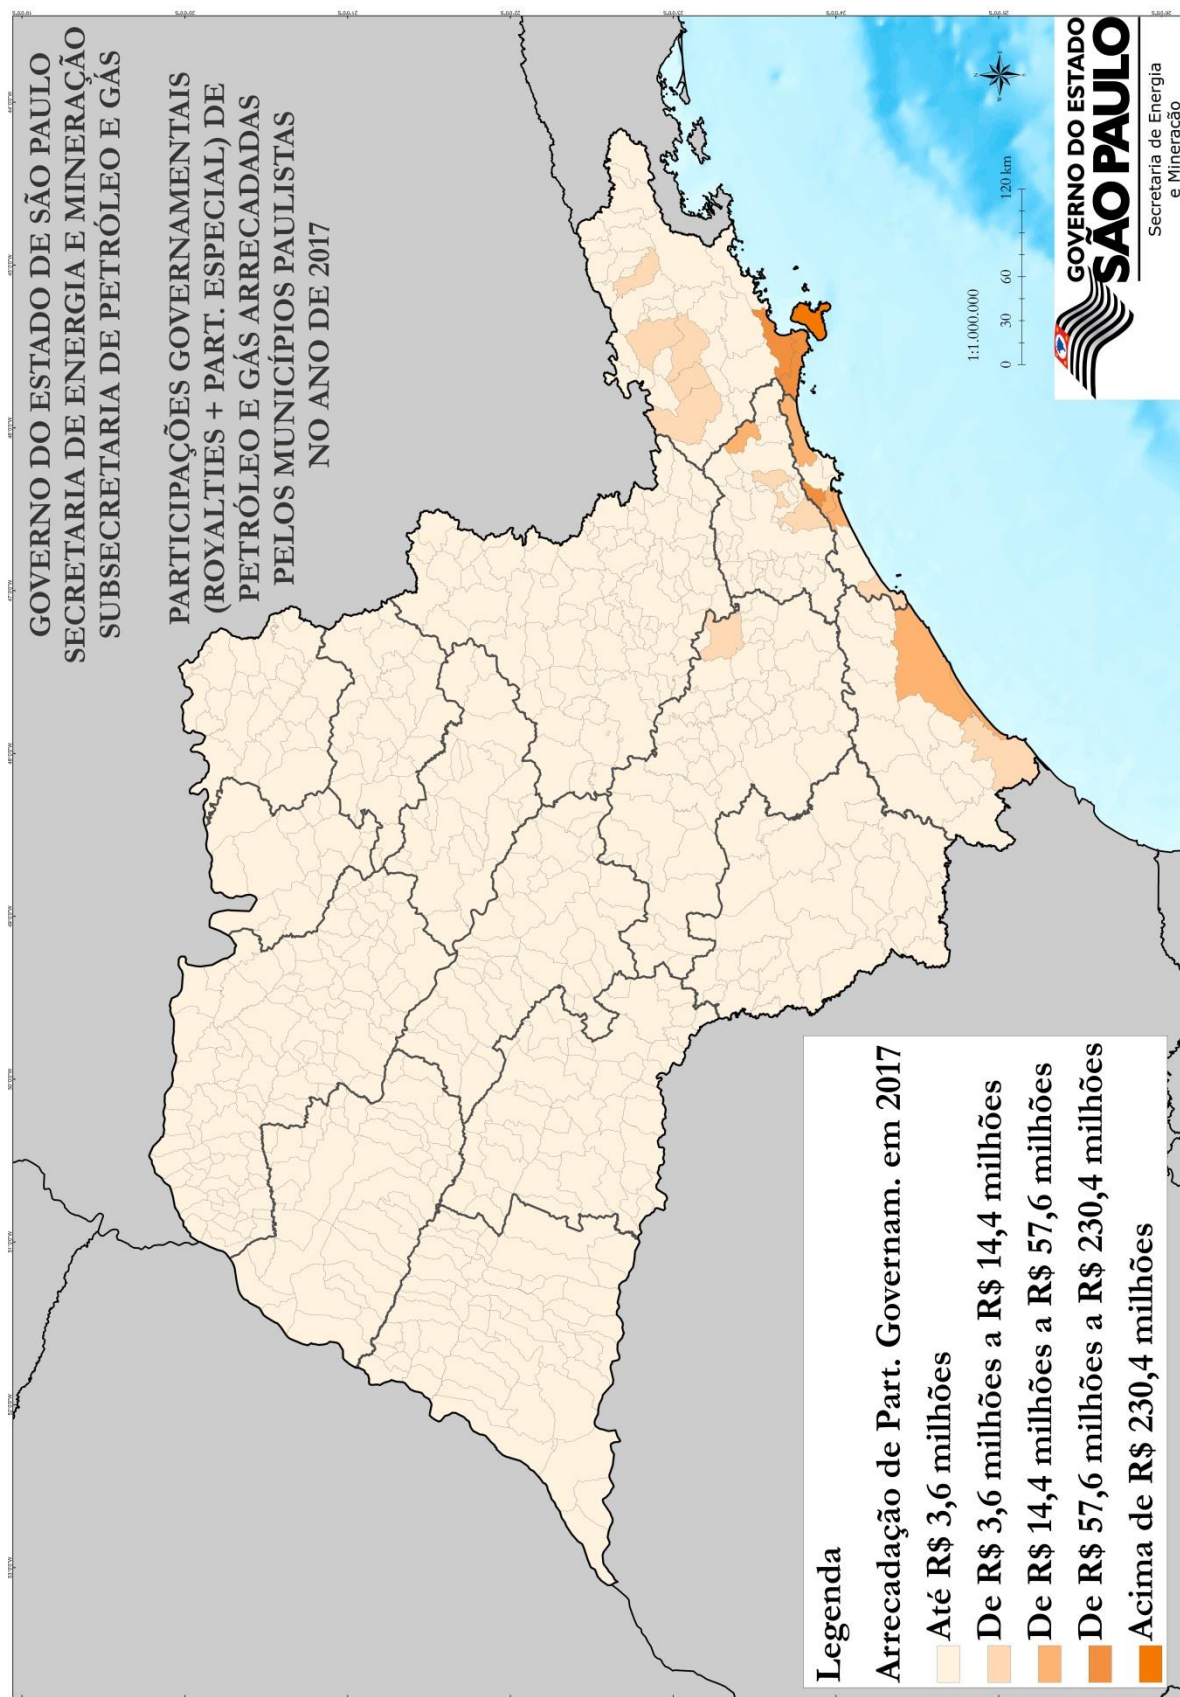 GOVERNO DO ESTADO DE SÃO PAULO
SECRETARIA DE ENERGIA E MINERAÇÃO
SUBSECRETARIA DE PETRÓLEO E GÁS
PARTICIPAÇÕES GOVERNAMENTAIS
(ROYALTIES + PART. ESPECIAL) DE
PETRÓLEO E GÁS ARRECADADAS
PELOS MUNICÍPIOS PAULISTAS
NO ANO DE 2017
Legenda
Arrecadação de Part. Governam. em 2017
Até R$ 3,6 milhões
De R$ 3,6 milhões a R$ 14,4 milhões
De R$ 14,4 milhões a R$ 57,6 milhões
De R$ 57,6 milhões a R$ 230,4 milhões
Acima de R$ 230,4 milhões
1:1.000.000
0 30 60 120 km
GOVERNO DO ESTADO
SÃO PAULO
Secretaria de Energia
e Mineração